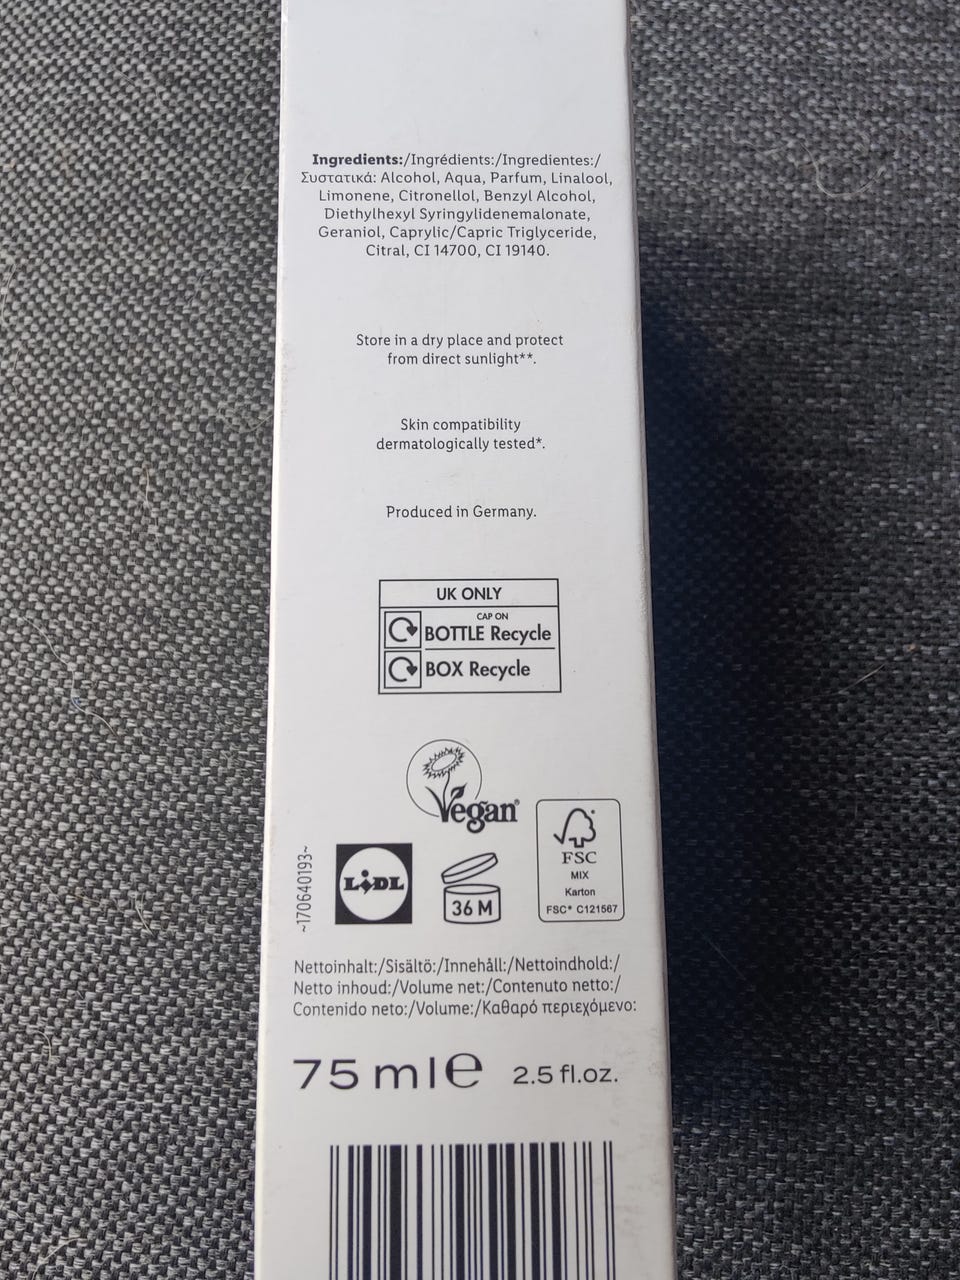 Ingredients:/Ingrédients:/Ingredientes:/
Συστατικά: Alcohol, Aqua, Parfum, Linalool,
Limonene, Citronellol, Benzyl Alcohol,
Diethylhexyl Syringylidenemalonate,
Geraniol, Caprylic/Capric Triglyceride,
Citral, CI 14700, CI 19140.
Store in a dry place and protect
from direct sunlight**.
Skin compatibility
dermatologically tested*.
Produced in Germany.
UK ONLY
CAP ON
BOTTLE Recycle
BOX Recycle
Vegan®
~170640193~
LIDL
36 M
FSC
MIX
Karton
FSC® C121567
Nettoinhalt:/Sisältö:/Innehåll:/Nettoindhold:/
Netto inhoud:/Volume net:/Contenuto netto:/
Contenido neto:/Volume:/Καθαρό περιεχόμενο:
75 ml e 2.5 fl.oz.